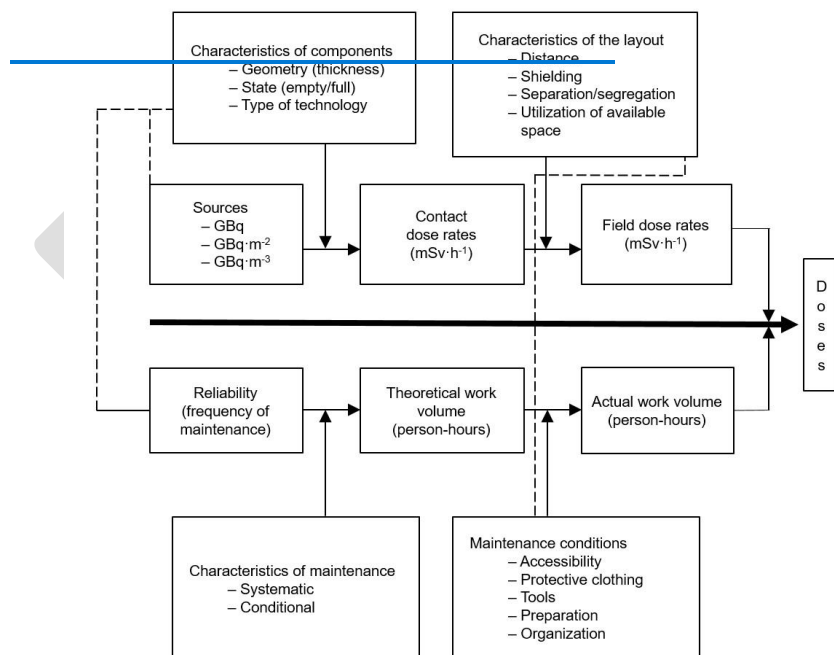 Characteristics of components
– Geometry (thickness)
– State (empty/full)
– Type of technology
Characteristics of the layout
– Distance
– Shielding
– Separation/segregation
– Utilization of available
space
Sources
– GBq
– GBq·m-2
– GBq·m-3
Contact
dose rates
(mSv·h-1)
Field dose rates
(mSv·h-1)
D
o
s
e
s
Reliability
(frequency of
maintenance)
Theoretical work
volume
(person-hours)
Actual work volume
(person-hours)
Characteristics of maintenance
– Systematic
– Conditional
Maintenance conditions
– Accessibility
– Protective clothing
– Tools
– Preparation
– Organization